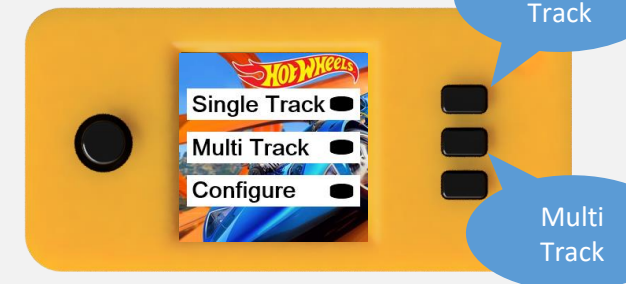 Track
HOT WHEELS
Single Track
Multi Track
Configure
Multi
Track